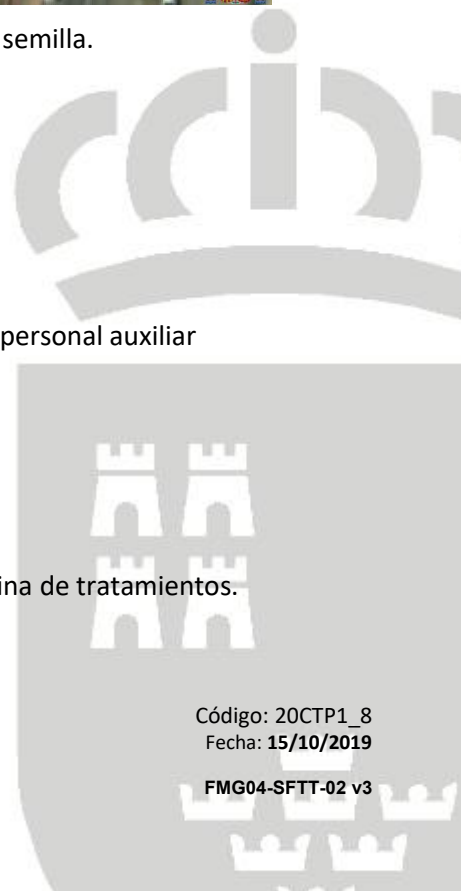 semilla.
personal auxiliar
ina de tratamientos.
Código: 20CTP1_8
Fecha: 15/10/2019
FMG04-SFTT-02 v3